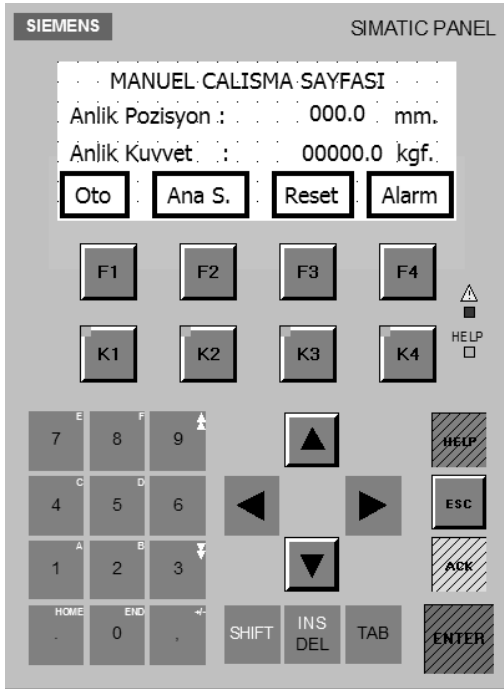 SIEMENS SIMATIC PANEL
MANUEL CALISMA SAYFASI
Anlik Pozisyon : 000.0 mm.
Anlik Kuvvet : 00000.0 kgf.
Oto Ana S. Reset Alarm
F1 F2 F3 F4
K1 K2 K3 K4
HELP
E F
7 8 9 HELP
C D
4 5 6 ESC
A B
1 2 3 ACK
HOME END +/-
. 0 , SHIFT INS DEL TAB ENTER